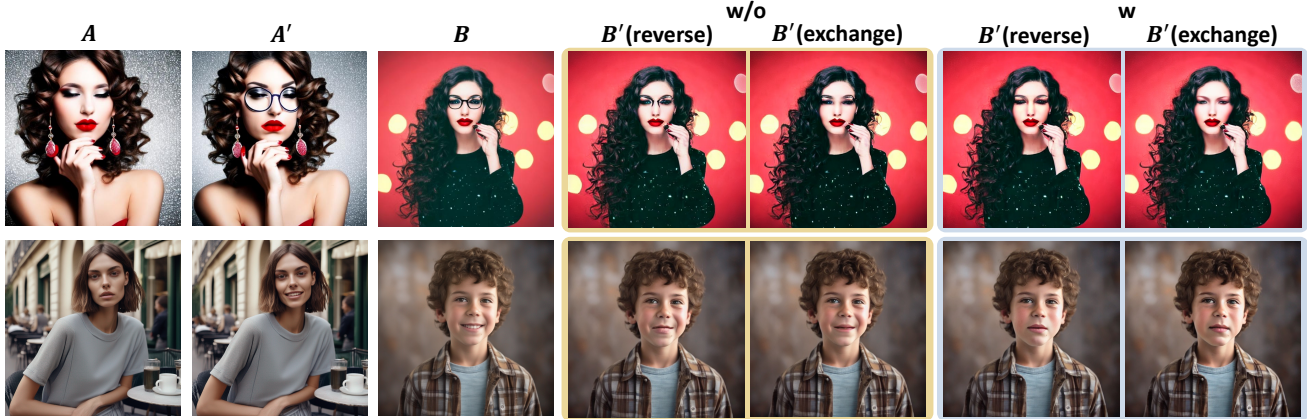 w/o w
A A′ B B′(reverse) B′(exchange) B′(reverse) B′(exchange)